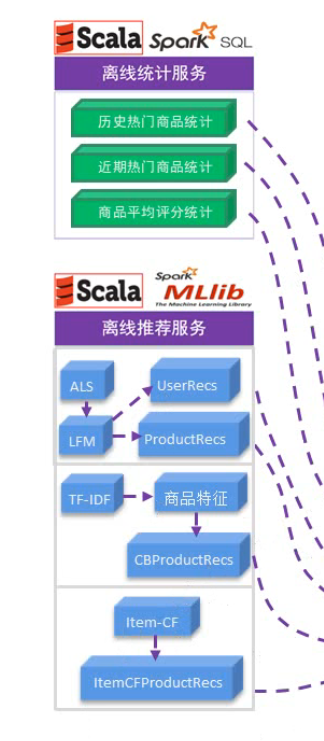 Scala Spark SQL
离线统计服务
历史热门商品统计
近期热门商品统计
商品平均评分统计
Scala Spark MLlib
The Machine Learning Library
离线推荐服务
ALS
UserRecs
LFM
ProductRecs
TF-IDF
商品特征
CBProductRecs
Item-CF
ItemCFProductRecs